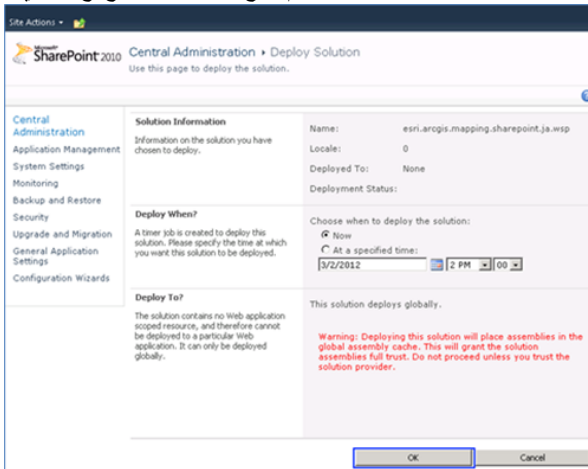 Site Actions
Microsoft
SharePoint 2010
Central Administration ▸ Deploy Solution
Use this page to deploy the solution.
Central
Administration
Application Management
System Settings
Monitoring
Backup and Restore
Security
Upgrade and Migration
General Application
Settings
Configuration Wizards
Solution Information
Information on the solution you have
chosen to deploy.
Name: esri.arcgis.mapping.sharepoint.ja.wsp
Locale: 0
Deployed To: None
Deployment Status:
Deploy When?
A timer job is created to deploy this
solution. Please specify the time at which
you want this solution to be deployed.
Choose when to deploy the solution:
Now
At a specified time:
3/2/2012 2 PM 00
Deploy To?
The solution contains no Web application
scoped resource, and therefore cannot
be deployed to a particular Web
application. It can only be deployed
globally.
This solution deploys globally.
Warning: Deploying this solution will place assemblies in the
global assembly cache. This will grant the solution
assemblies full trust. Do not proceed unless you trust the
solution provider.
OK Cancel